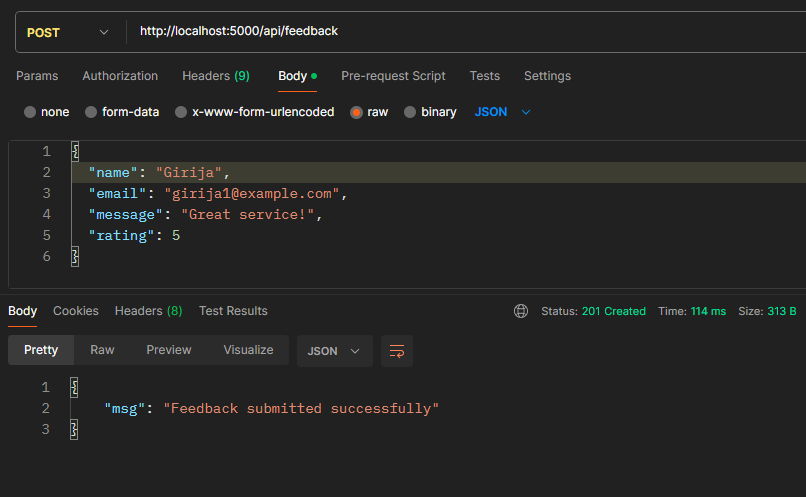 POST http://localhost:5000/api/feedback
Params Authorization Headers (9) Body Pre-request Script Tests Settings
none form-data x-www-form-urlencoded raw binary JSON
1 {
2 "name": "Girija",
3 "email": "girija1@example.com",
4 "message": "Great service!",
5 "rating": 5
6 }
Body Cookies Headers (8) Test Results Status: 201 Created Time: 114 ms Size: 313 B
Pretty Raw Preview Visualize JSON
1 {
2 "msg": "Feedback submitted successfully"
3 }